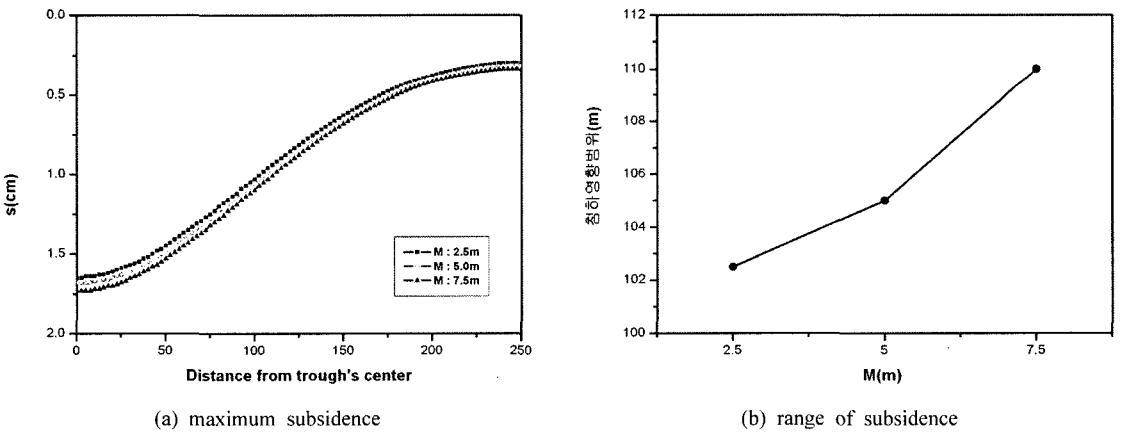 0.0
0.5
1.0
1.5
2.0
s(cm)
0
50
100
150
200
250
Distance from trough's center
M : 2.5m
M : 5.0m
M : 7.5m
(a) maximum subsidence
112
110
108
106
104
102
100
침하영향범위(m)
2.5
5
7.5
M(m)
(b) range of subsidence